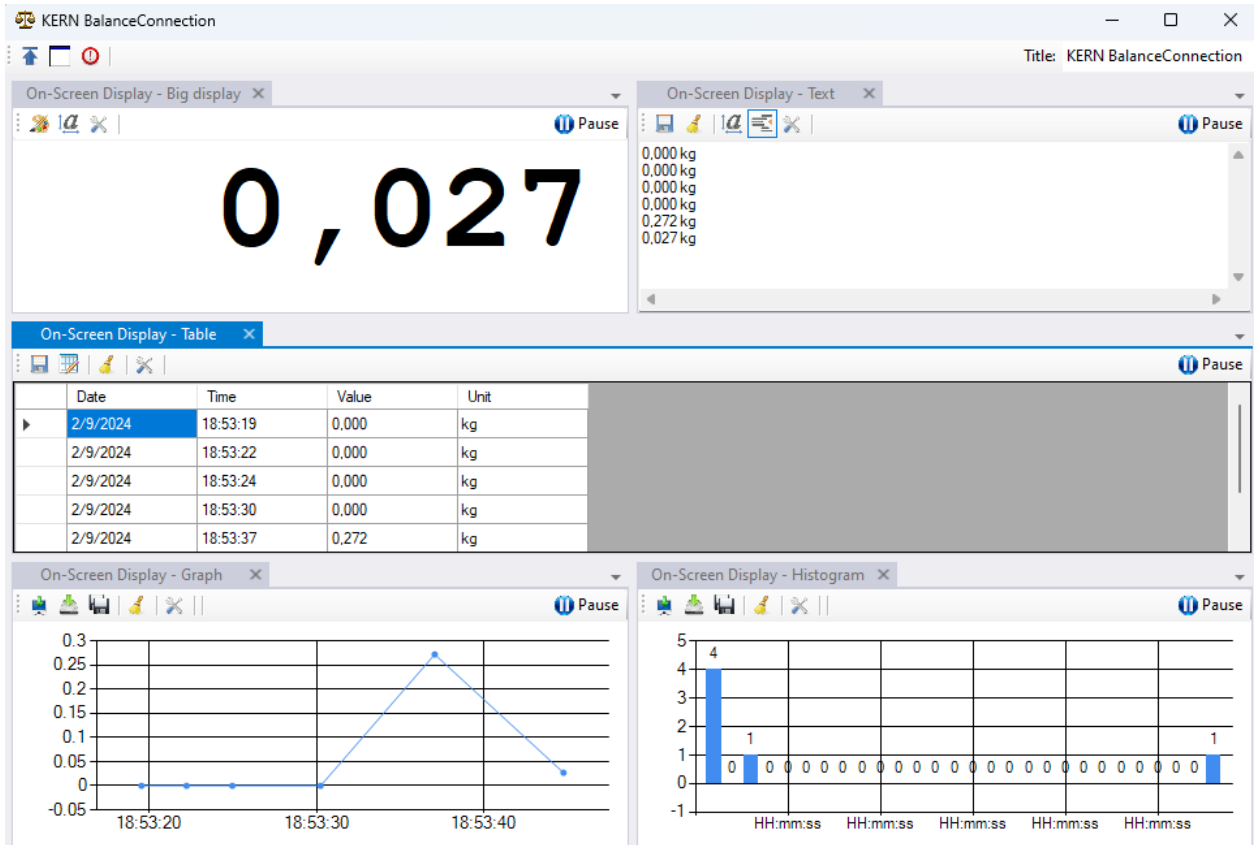 KERN BalanceConnection
Title: KERN BalanceConnection
On-Screen Display - Big display
Pause
0,027
On-Screen Display - Text
Pause
0,000 kg
0,000 kg
0,000 kg
0,000 kg
0,272 kg
0,027 kg
On-Screen Display - Table
Pause
Date Time Value Unit
2/9/2024 18:53:19 0,000 kg
2/9/2024 18:53:22 0,000 kg
2/9/2024 18:53:24 0,000 kg
2/9/2024 18:53:30 0,000 kg
2/9/2024 18:53:37 0,272 kg
On-Screen Display - Graph
Pause
0.3
0.25
0.2
0.15
0.1
0.05
0
-0.05
18:53:20 18:53:30 18:53:40
On-Screen Display - Histogram
Pause
5
4
3
2
1
0
-1
4
1
1
0 0 0 0 0 0 0 0 0 0 0 0 0 0 0 0 0 0 0 0 0 0 0 0 0
HH:mm:ss HH:mm:ss HH:mm:ss HH:mm:ss HH:mm:ss